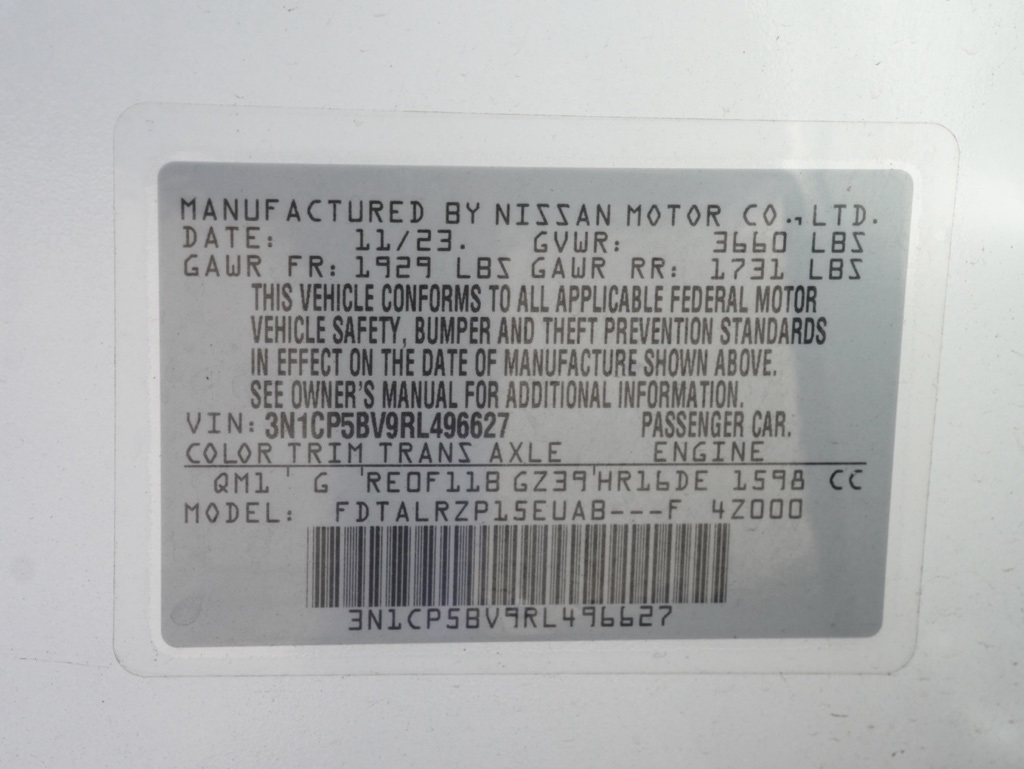 MANUFACTURED BY NISSAN MOTOR CO., LTD.
DATE: 11/23. GVWR: 3660 LBS
GAWR FR: 1929 LBS GAWR RR: 1731 LBS
THIS VEHICLE CONFORMS TO ALL APPLICABLE FEDERAL MOTOR
VEHICLE SAFETY, BUMPER AND THEFT PREVENTION STANDARDS
IN EFFECT ON THE DATE OF MANUFACTURE SHOWN ABOVE.
SEE OWNER'S MANUAL FOR ADDITIONAL INFORMATION.
VIN: 3N1CP5BV9RL496627 PASSENGER CAR.
COLOR TRIM TRANS AXLE ENGINE
QM1 ' G 'RE0F11B GZ39'HR16DE 1598 CC
MODEL: FDTALRZP15EUAB---F 4Z000
3N1CP5BV9RL496627